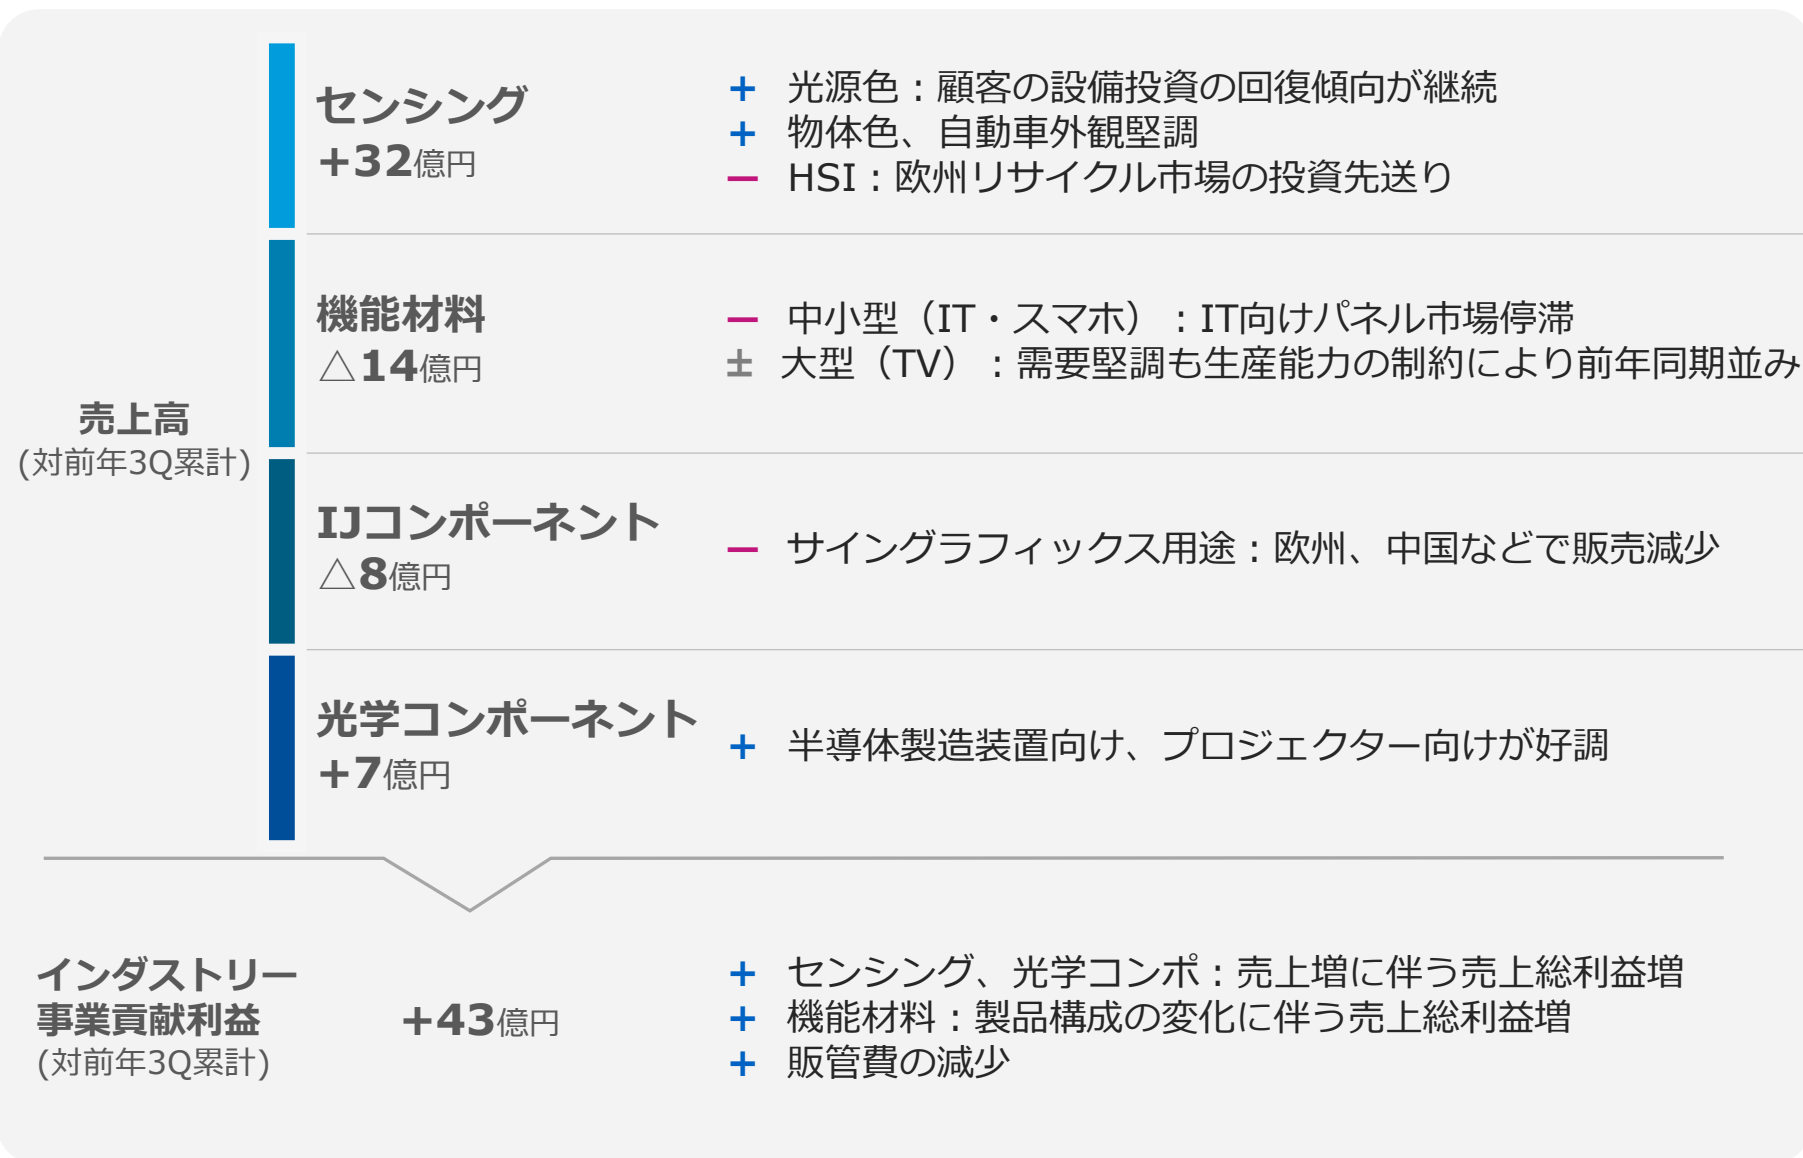 売上高
(対前年3Q累計)
センシング
+32億円
+ 光源色：顧客の設備投資の回復傾向が継続
+ 物体色、自動車外観堅調
− HSI：欧州リサイクル市場の投資先送り
機能材料
△14億円
− 中小型（IT・スマホ）：IT向けパネル市場停滞
± 大型（TV）：需要堅調も生産能力の制約により前年同期並み
IJコンポーネント
△8億円
− サイングラフィックス用途：欧州、中国などで販売減少
光学コンポーネント
+7億円
+ 半導体製造装置向け、プロジェクター向けが好調
インダストリー
事業貢献利益
(対前年3Q累計)
+43億円
+ センシング、光学コンポ：売上増に伴う売上総利益増
+ 機能材料：製品構成の変化に伴う売上総利益増
+ 販管費の減少